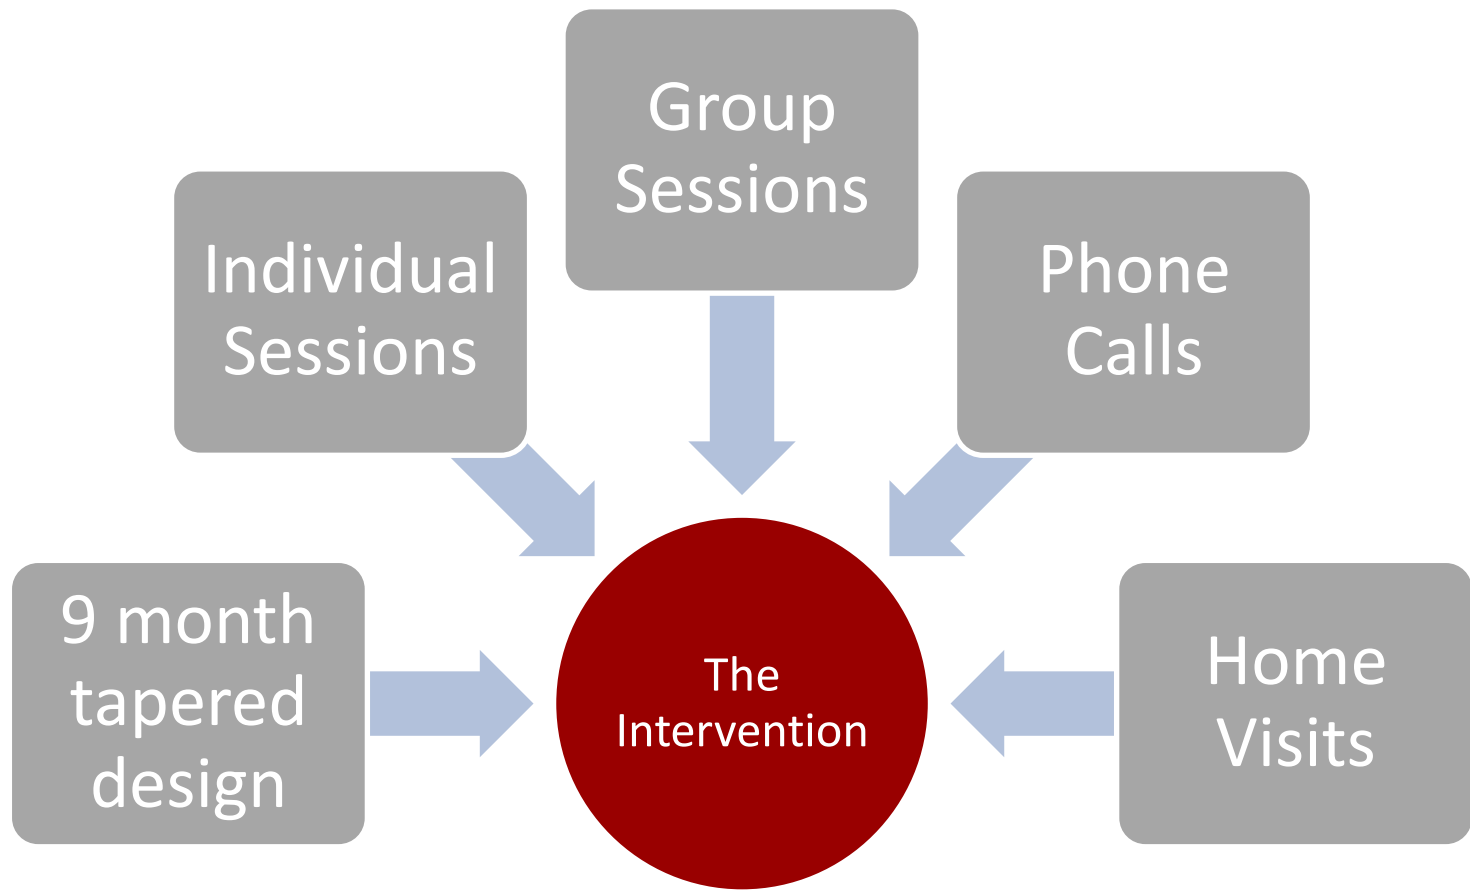 Group
Sessions
Individual
Sessions
Phone
Calls
9 month
tapered
design
The
Intervention
Home
Visits